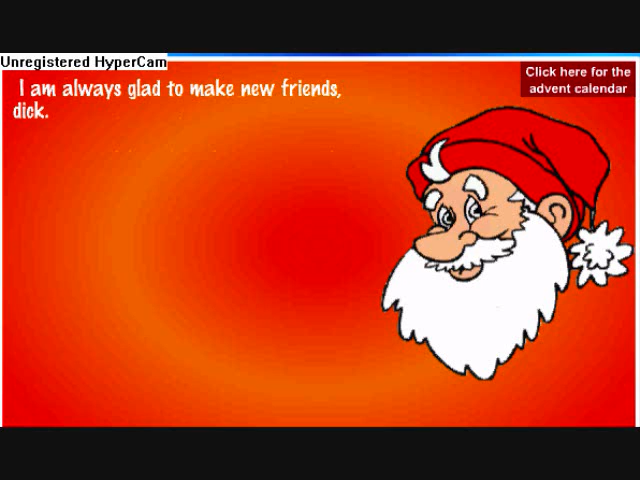 Unregistered HyperCam
Click here for the
advent calendar
I am always glad to make new friends,
dick.